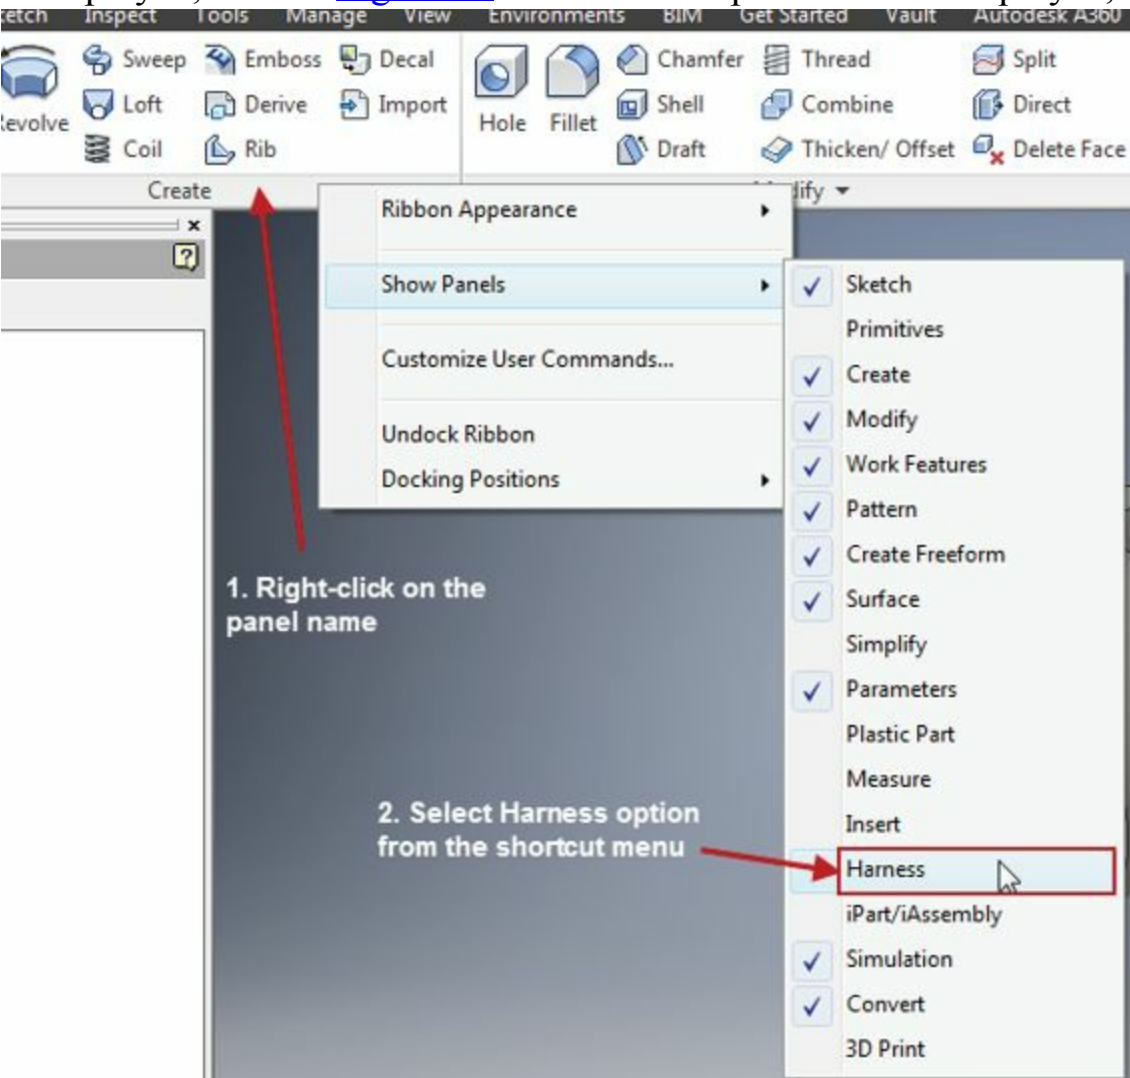 Inspect Tools Manage View Environments BIM Get Started Vault Autodesk A360
Sweep Emboss Decal Chamfer Thread Split
Loft Derive Import Shell Combine Direct
Hole Fillet
Coil Rib Draft Thicken/ Offset Delete Face
Create
Ribbon Appearance
Show Panels
Customize User Commands...
Undock Ribbon
Docking Positions
Sketch
Primitives
Create
Modify
Work Features
Pattern
Create Freeform
Surface
Simplify
Parameters
Plastic Part
Measure
Insert
Harness
iPart/iAssembly
Simulation
Convert
3D Print
1. Right-click on the
panel name
2. Select Harness option
from the shortcut menu